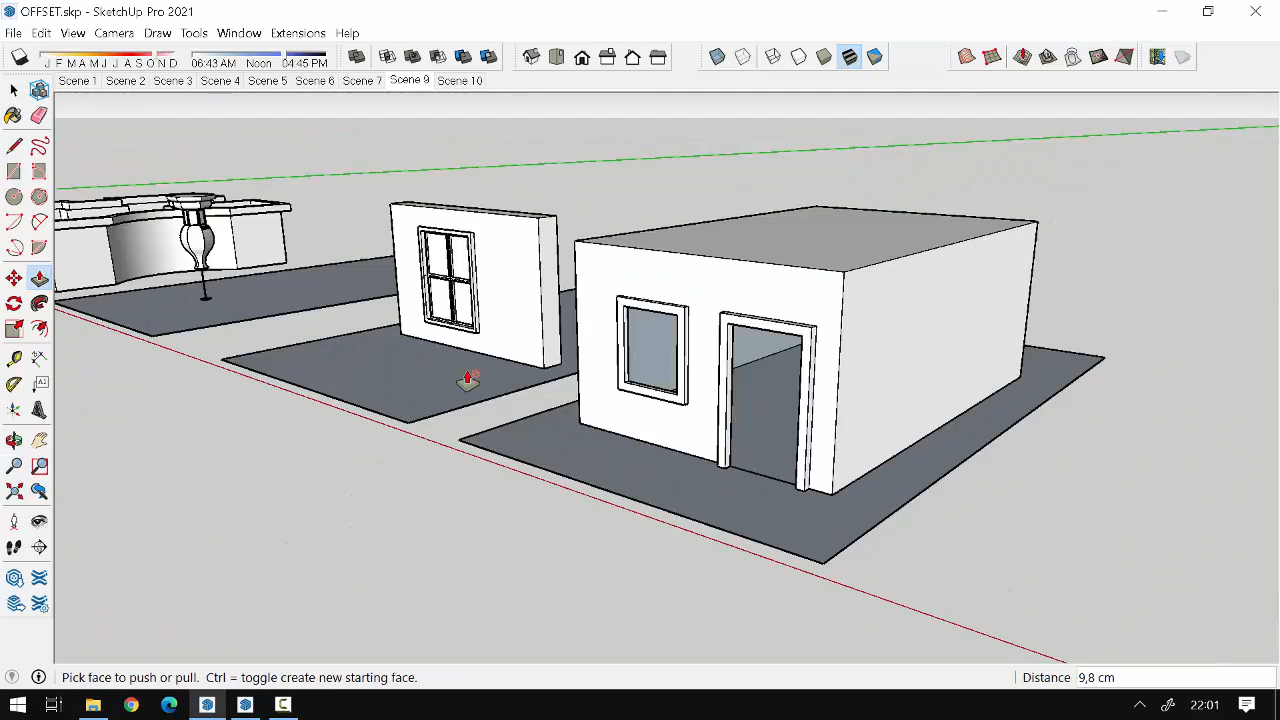 OFFSET.skp - SketchUp Pro 2021
File Edit View Camera Draw Tools Window Extensions Help
J F M A M J J A S O N D 06:43 AM Noon 04:45 PM
Scene 1 Scene 2 Scene 3 Scene 4 Scene 5 Scene 6 Scene 7 Scene 9 Scene 10
A1
Pick face to push or pull. Ctrl = toggle create new starting face. Distance 9,8 cm
22:01